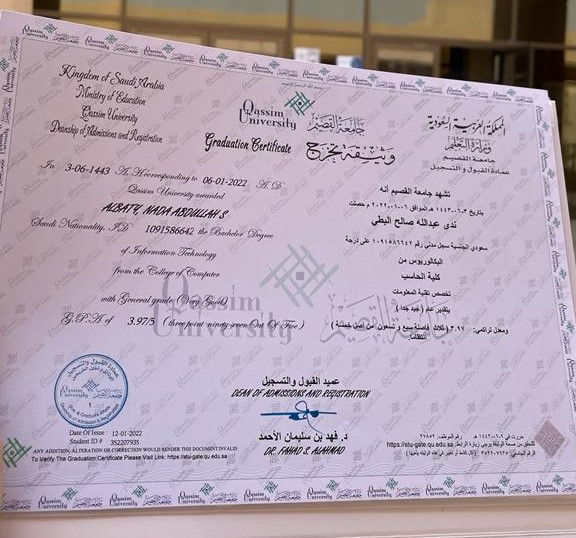 Kingdom of Saudi Arabia
Ministry of Education
Qassim University
Deanship of Admissions and Registration
Qassim University
جامعة القصيم
المملكة العربية السعودية
وزارة التعليم
جامعة القصيم
عمادة القبول والتسجيل
Graduation Certificate
وثيقة تخرج
In 3-06-1443 A.H corresponding to 06-01-2022 A.D
Qassim University awarded
ALBATY, NADA ABDULLAH S
Saudi Nationality, ID 1091586642 the Bachelor Degree
of Information Technology
from the College of Computer
with General grade (Very Good)
G.P.A of 3.97/5 (three point ninety seven Out Of Five)
تشهد جامعة القصيم أنه
بتاريخ ١٤٤٣-٠٦-٣ هـ الموافق ٢٠٢٢-٠١-٠٦ م حصلت
ندى عبدالله صالح البطي
سعودي الجنسية سجل مدني رقم ١٠٩١٥٨٦٦٤٢ على درجة
البكالوريوس من
كلية الحاسب
تخصص تقنية المعلومات
بتقدير عام (جيد جدا)
ومعدل تراكمي: ٣.٩٧ (ثلاث فاصلة سبع و تسعون من أصل خمسة)
عميد القبول والتسجيل
DEAN OF ADMISSIONS AND REGISTRATION
د. فهد بن سليمان الأحمد
DR. FAHAD S. ALAHMAD
Date Of Issue : 12-01-2022
Student ID # 352207935
ANY ADDITION, ALTERATION OR CORRECTION WOULD RENDER THIS DOCUMENT INVALID
To Verify The Graduation Certificate Please Visit Link: https://stu-gate.qu.edu.sa
https://stu-gate.qu.edu.sa